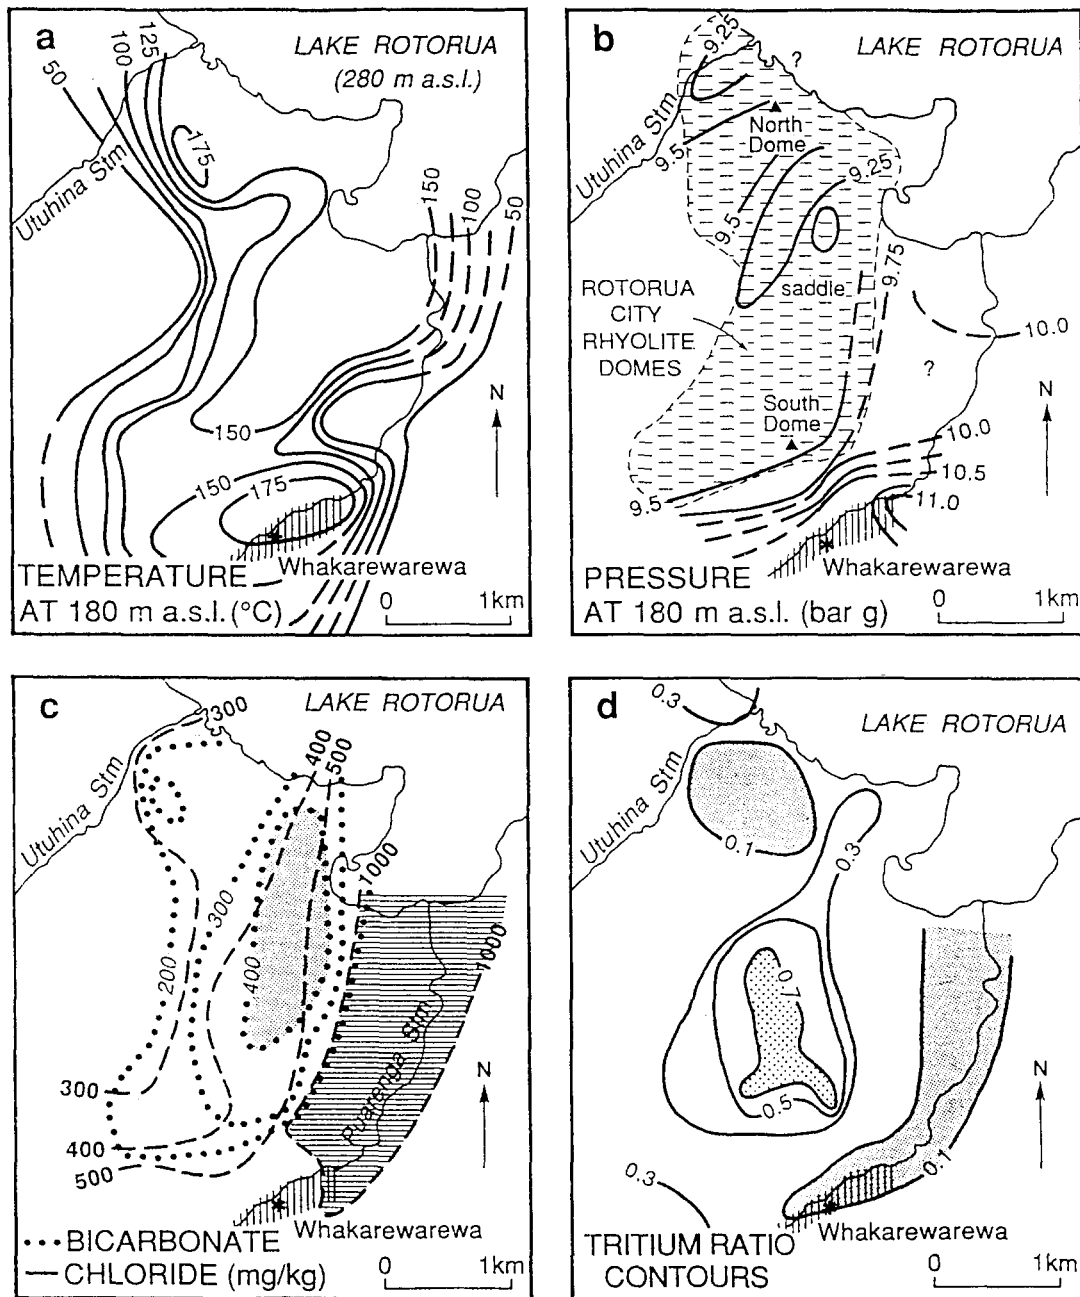 a
LAKE ROTORUA
(280 m a.s.l.)
50
100
125
Utuhina Stm
175
150
100
50
N
150
150
175
Whakarewarewa
TEMPERATURE
AT 180 m a.s.l. (°C)
0 1km
b
LAKE ROTORUA
9.25
?
Utuhina Stm
North
Dome
9.5
9.25
9.5
9.75
saddle
ROTORUA
CITY
RHYOLITE
DOMES
10.0
?
N
South
Dome
10.0
10.5
9.5
11.0
Whakarewarewa
PRESSURE
AT 180 m a.s.l. (bar g)
0 1km
c
LAKE ROTORUA
300
400
500
Utuhina Stm
1000
300
200
400
1000
Puarenga Stm
N
300
400
500
Whakarewarewa
BICARBONATE
CHLORIDE (mg/kg)
0 1km
d
LAKE ROTORUA
0.3
Utuhina Stm
0.1
0.3
0.7
N
0.5
0.1
0.3
Whakarewarewa
TRITIUM RATIO
CONTOURS
0 1km